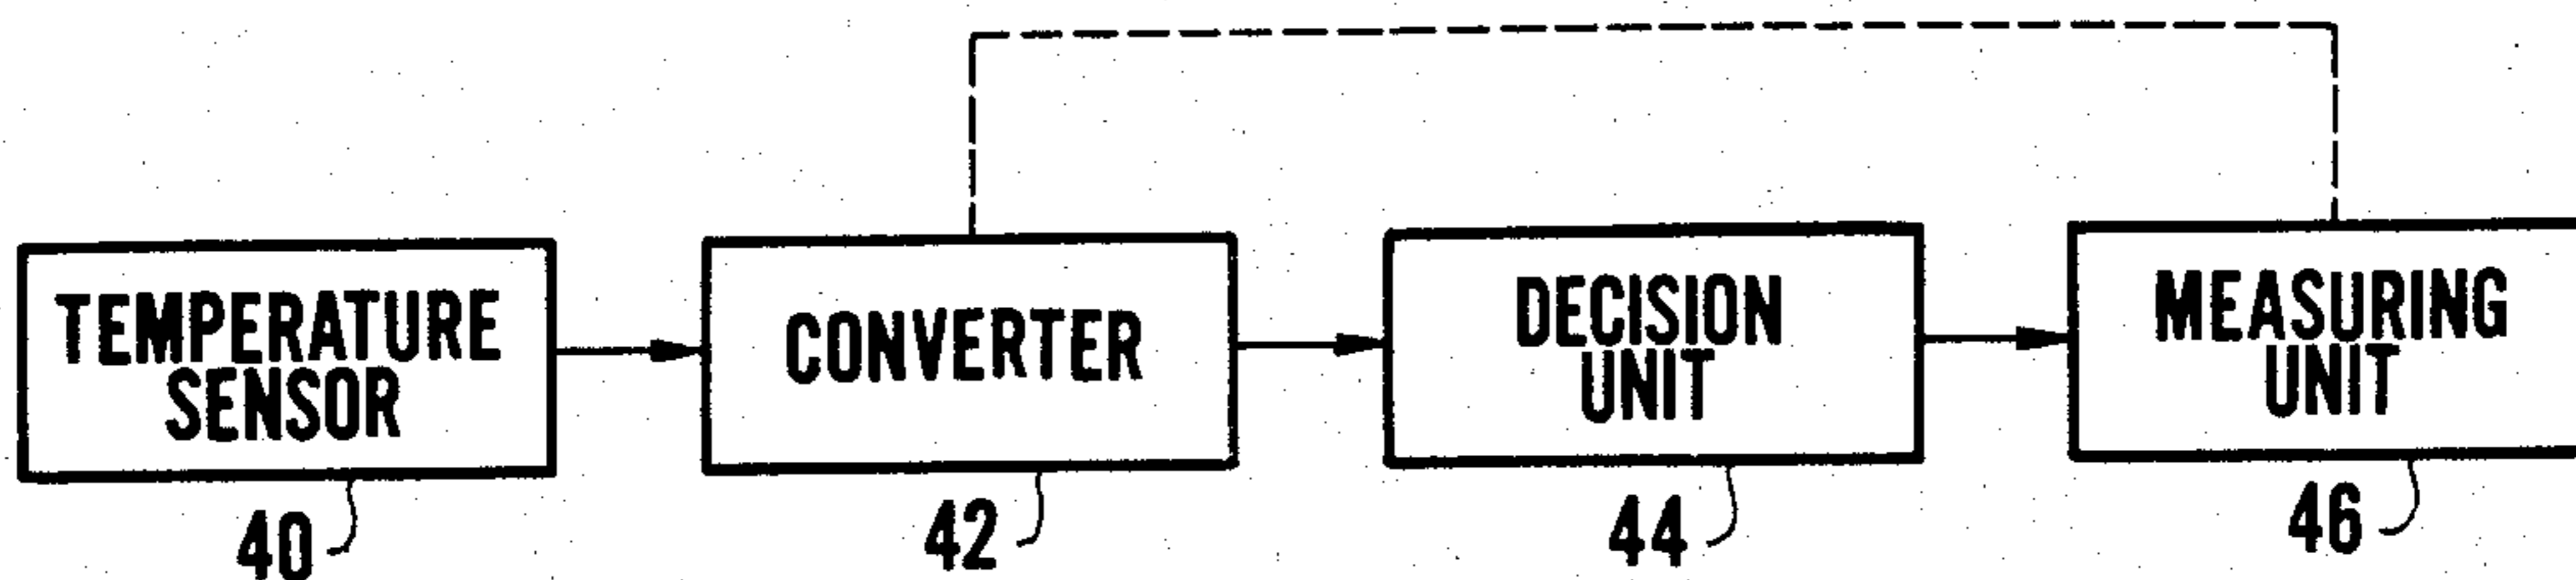 TEMPERATURE
SENSOR
CONVERTER
DECISION
UNIT
MEASURING
UNIT
40
42
44
46